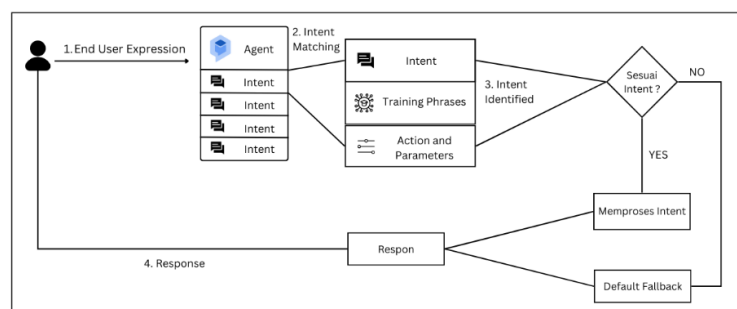 1. End User Expression
Agent
Intent
Intent
Intent
Intent
2. Intent
Matching
Intent
Training Phrases
Action and
Parameters
3. Intent
Identified
Sesuai
Intent ?
NO
YES
Memproses Intent
Default Fallback
Respon
4. Response